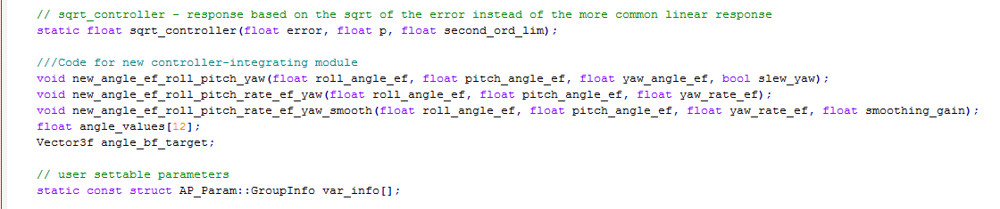 // sqrt_controller - response based on the sqrt of the error instead of the more common linear response
static float sqrt_controller(float error, float p, float second_ord_lim);
///Code for new controller-integrating module
void new_angle_ef_roll_pitch_yaw(float roll_angle_ef, float pitch_angle_ef, float yaw_angle_ef, bool slew_yaw);
void new_angle_ef_roll_pitch_rate_ef_yaw(float roll_angle_ef, float pitch_angle_ef, float yaw_rate_ef);
void new_angle_ef_roll_pitch_rate_ef_yaw_smooth(float roll_angle_ef, float pitch_angle_ef, float yaw_rate_ef, float smoothing_gain);
float angle_values[12];
Vector3f angle_bf_target;
// user settable parameters
static const struct AP_Param::GroupInfo var_info[];